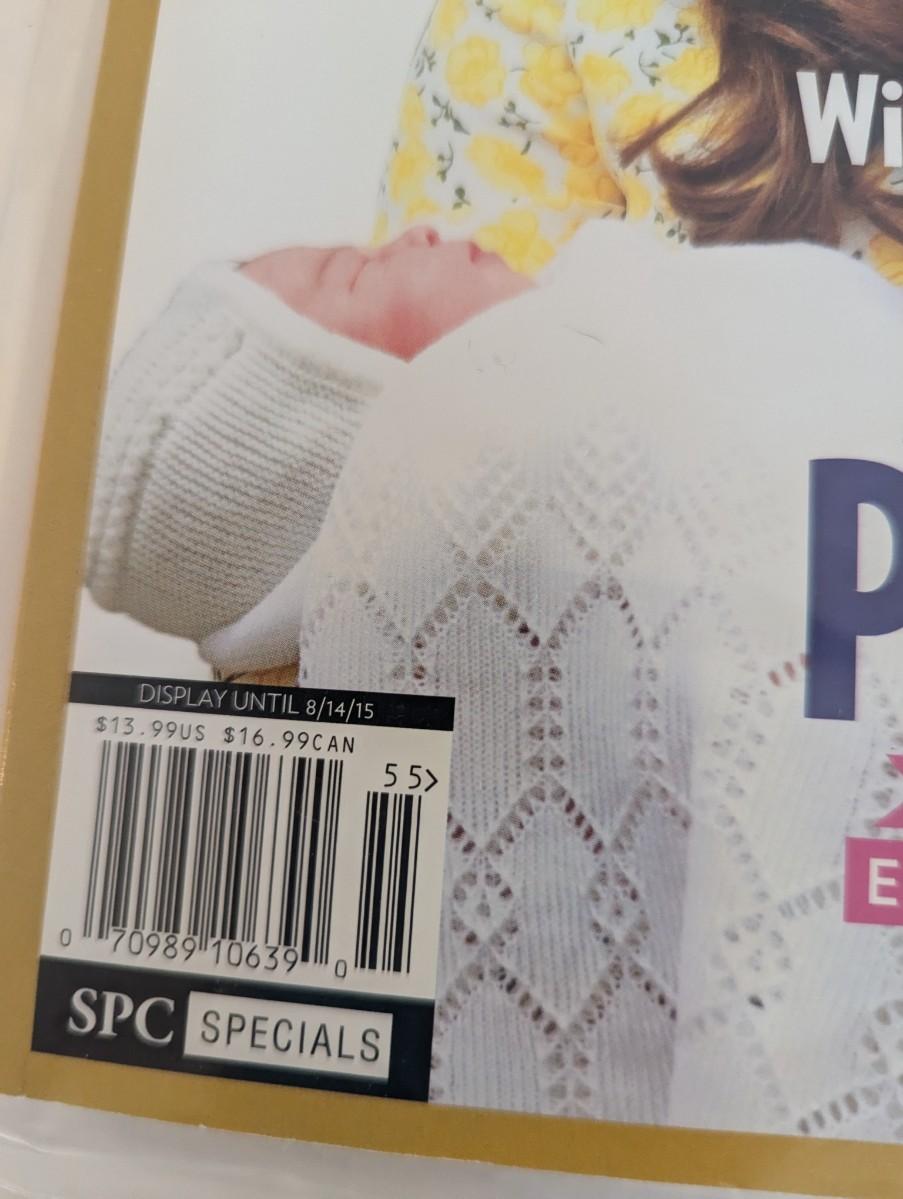 Wi
P
E
DISPLAY UNTIL 8/14/15
$13.99US $16.99CAN
55>
0 70989 10639 0
SPC SPECIALS